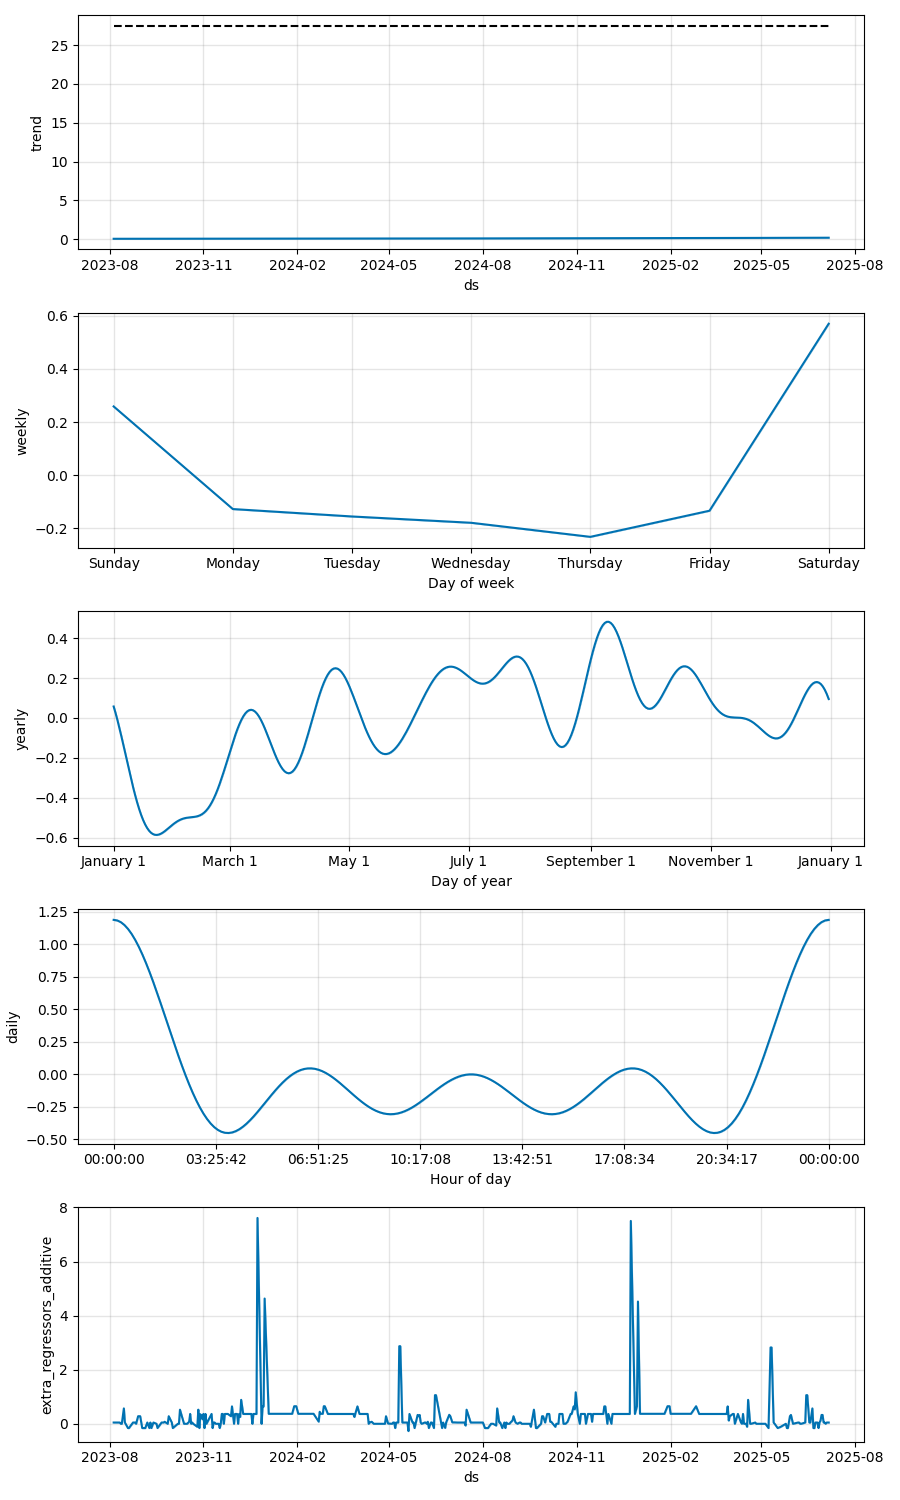 trend
25
20
15
10
5
0
2023-08 2023-11 2024-02 2024-05 2024-08 2024-11 2025-02 2025-05 2025-08
ds
weekly
0.6
0.4
0.2
0.0
−0.2
Sunday Monday Tuesday Wednesday Thursday Friday Saturday
Day of week
yearly
0.4
0.2
0.0
−0.2
−0.4
−0.6
January 1 March 1 May 1 July 1 September 1 November 1 January 1
Day of year
daily
1.25
1.00
0.75
0.50
0.25
0.00
−0.25
−0.50
00:00:00 03:25:42 06:51:25 10:17:08 13:42:51 17:08:34 20:34:17 00:00:00
Hour of day
extra_regressors_additive
8
6
4
2
0
2023-08 2023-11 2024-02 2024-05 2024-08 2024-11 2025-02 2025-05 2025-08
ds